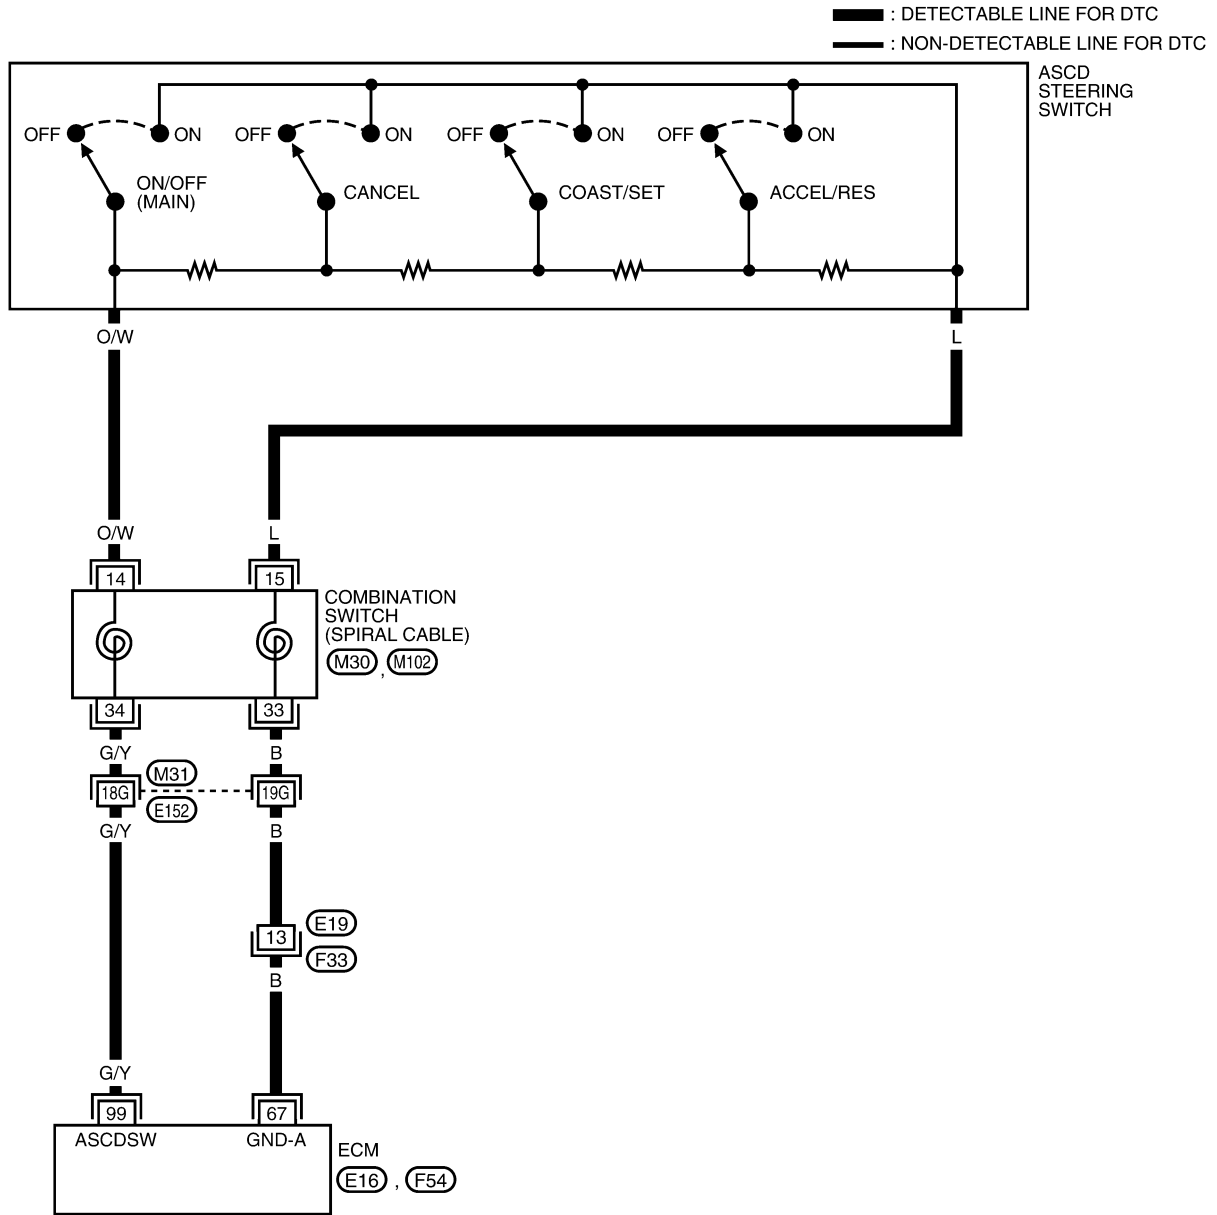 : DETECTABLE LINE FOR DTC
: NON-DETECTABLE LINE FOR DTC
ASCD
STEERING
SWITCH
OFF ON OFF ON OFF ON OFF ON
ON/OFF
(MAIN)
CANCEL
COAST/SET
ACCEL/RES
O/W L
O/W L
14 15
COMBINATION
SWITCH
(SPIRAL CABLE)
M30 , M102
34 33
G/Y B
M31
18G 19G
E152
G/Y B
E19
13
F33
B
G/Y
99 67
ASCDSW GND-A
ECM
E16 , F54